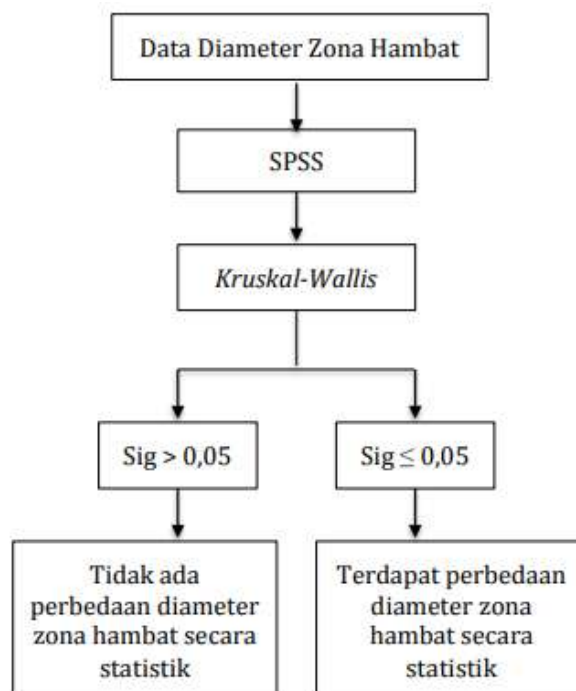 Data Diameter Zona Hambat
SPSS
Kruskal-Wallis
Sig > 0,05
Sig ≤ 0,05
Tidak ada
perbedaan diameter
zona hambat secara
statistik
Terdapat perbedaan
diameter zona
hambat secara
statistik